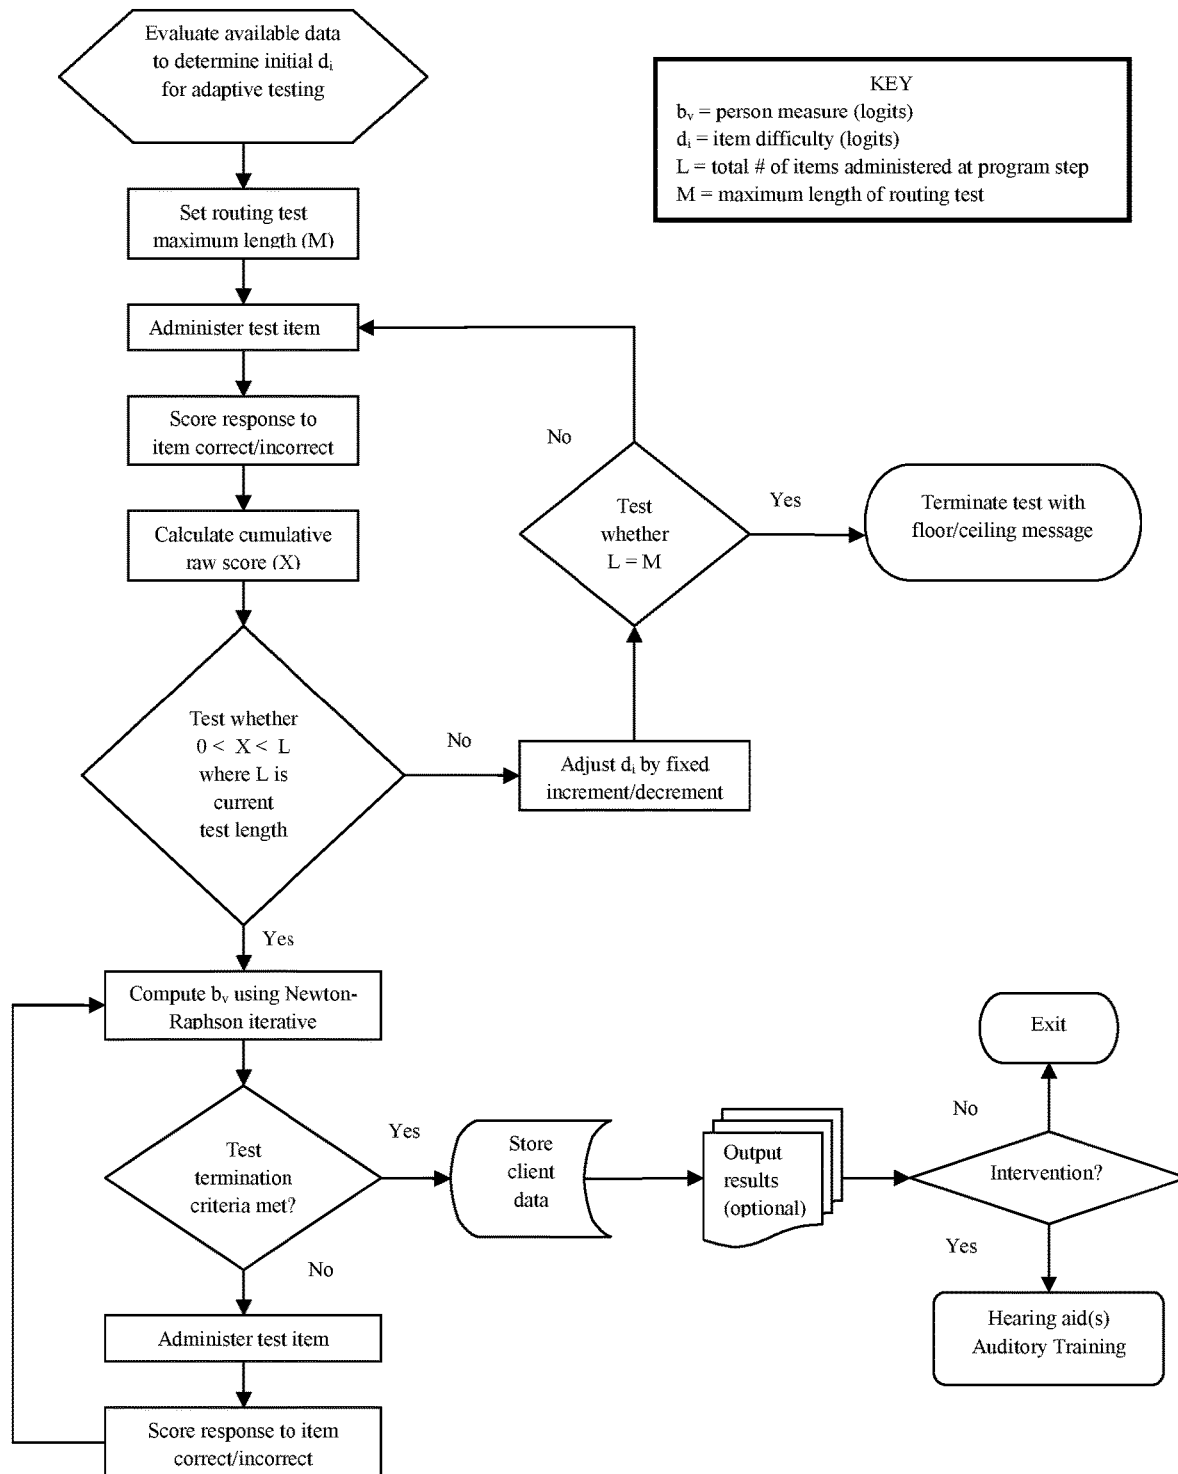 Evaluate available data
to determine initial dᵢ
for adaptive testing
KEY
bᵥ = person measure (logits)
dᵢ = item difficulty (logits)
L = total # of items administered at program step
M = maximum length of routing test
Set routing test
maximum length (M)
Administer test item
Score response to
item correct/incorrect
Calculate cumulative
raw score (X)
Test whether
0 < X < L
where L is
current
test length
No
Adjust dᵢ by fixed
increment/decrement
Test
whether
L = M
No
Yes
Terminate test with
floor/ceiling message
Yes
Compute bᵥ using Newton-
Raphson iterative
Test
termination
criteria met?
Yes
Store
client
data
Output
results
(optional)
Intervention?
No
Exit
Yes
Hearing aid(s)
Auditory Training
No
Administer test item
Score response to item
correct/incorrect